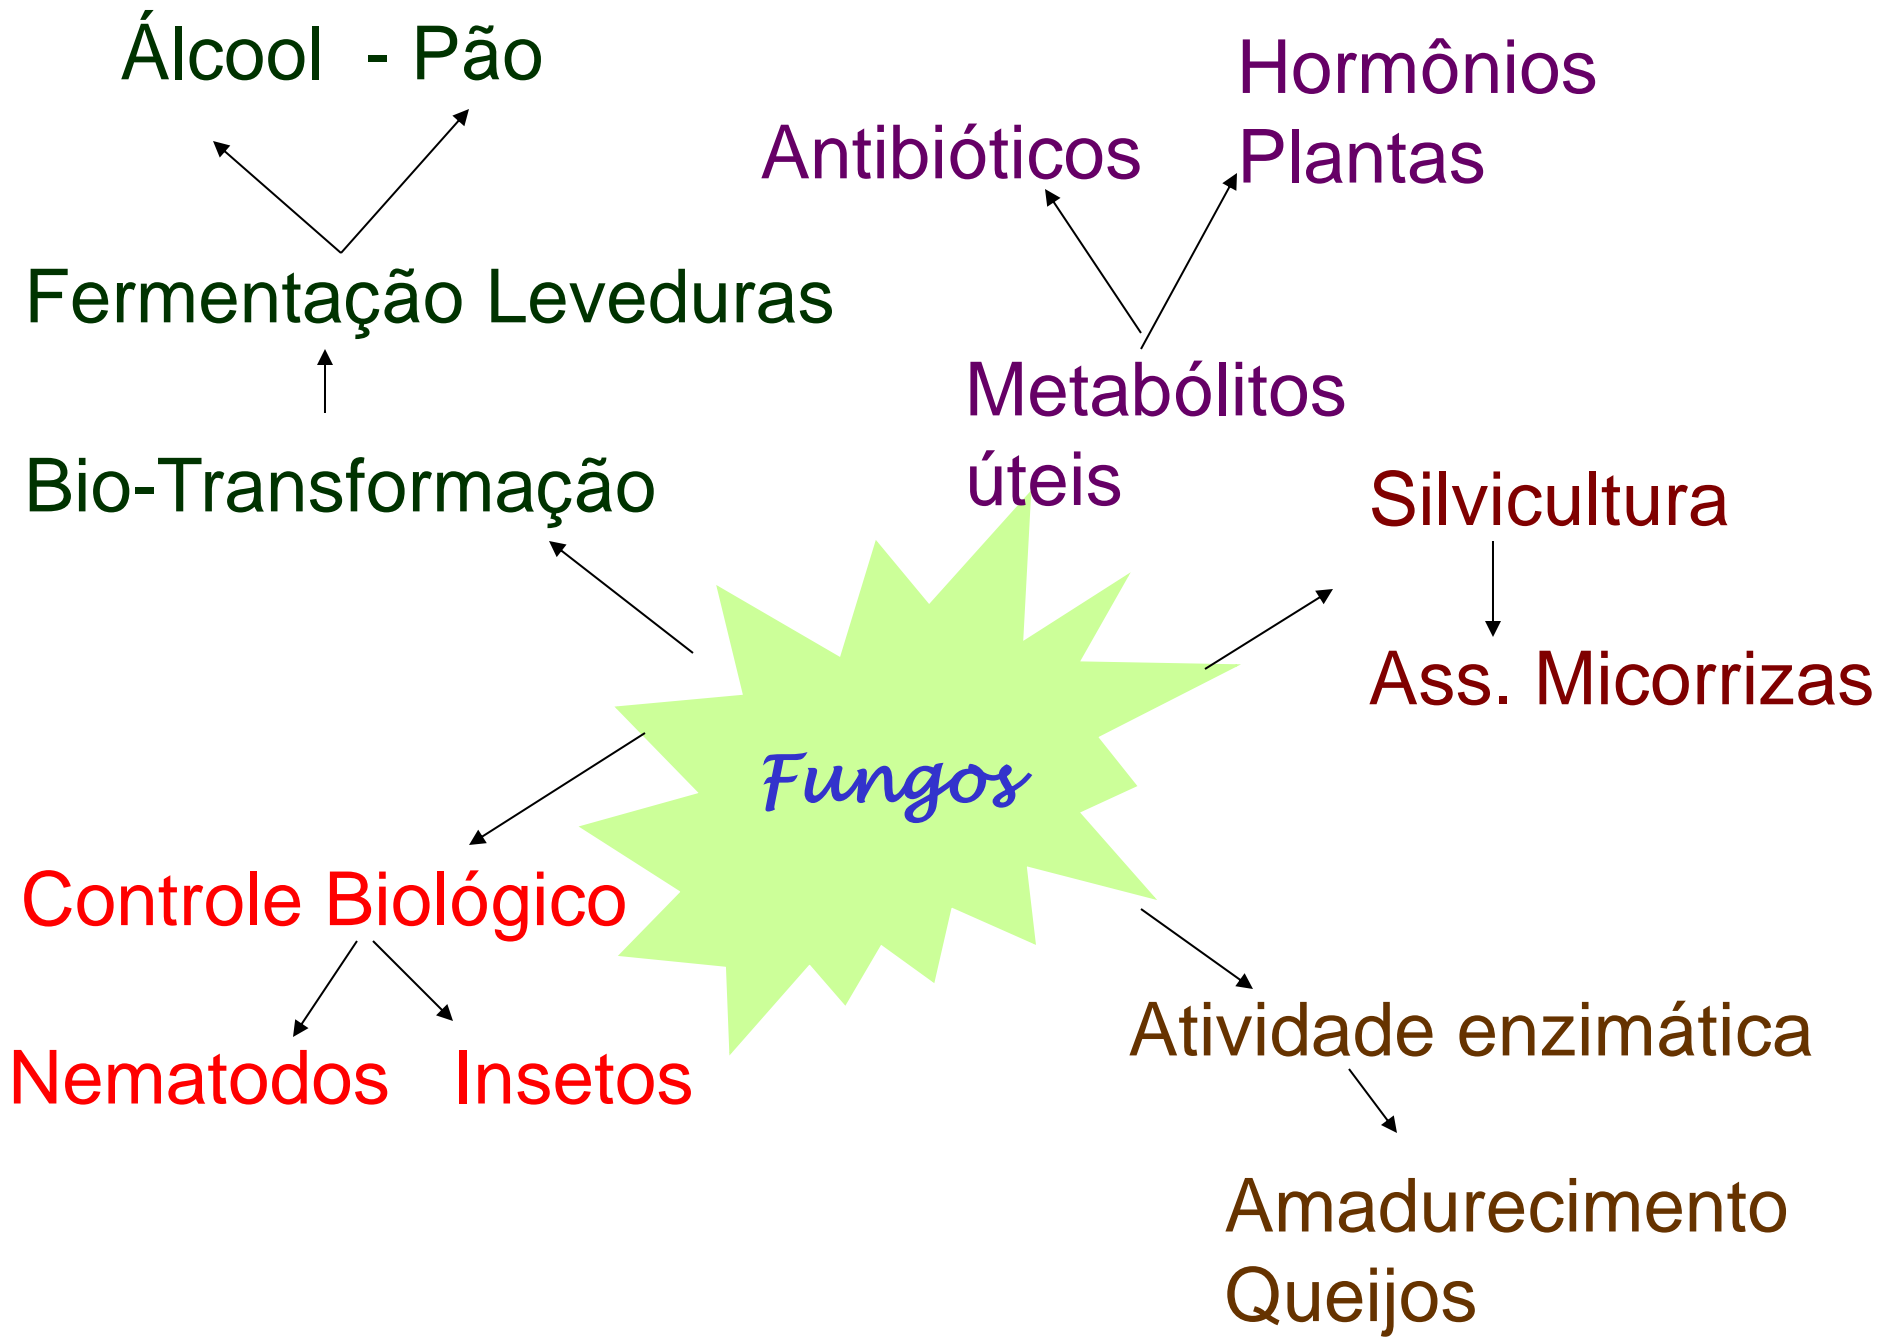 Álcool - Pão
Hormônios
Plantas
Antibióticos
Fermentação Leveduras
Metabólitos
úteis
Bio-Transformação
Silvicultura
Ass. Micorrizas
Fungos
Controle Biológico
Nematodos Insetos
Atividade enzimática
Amadurecimento
Queijos